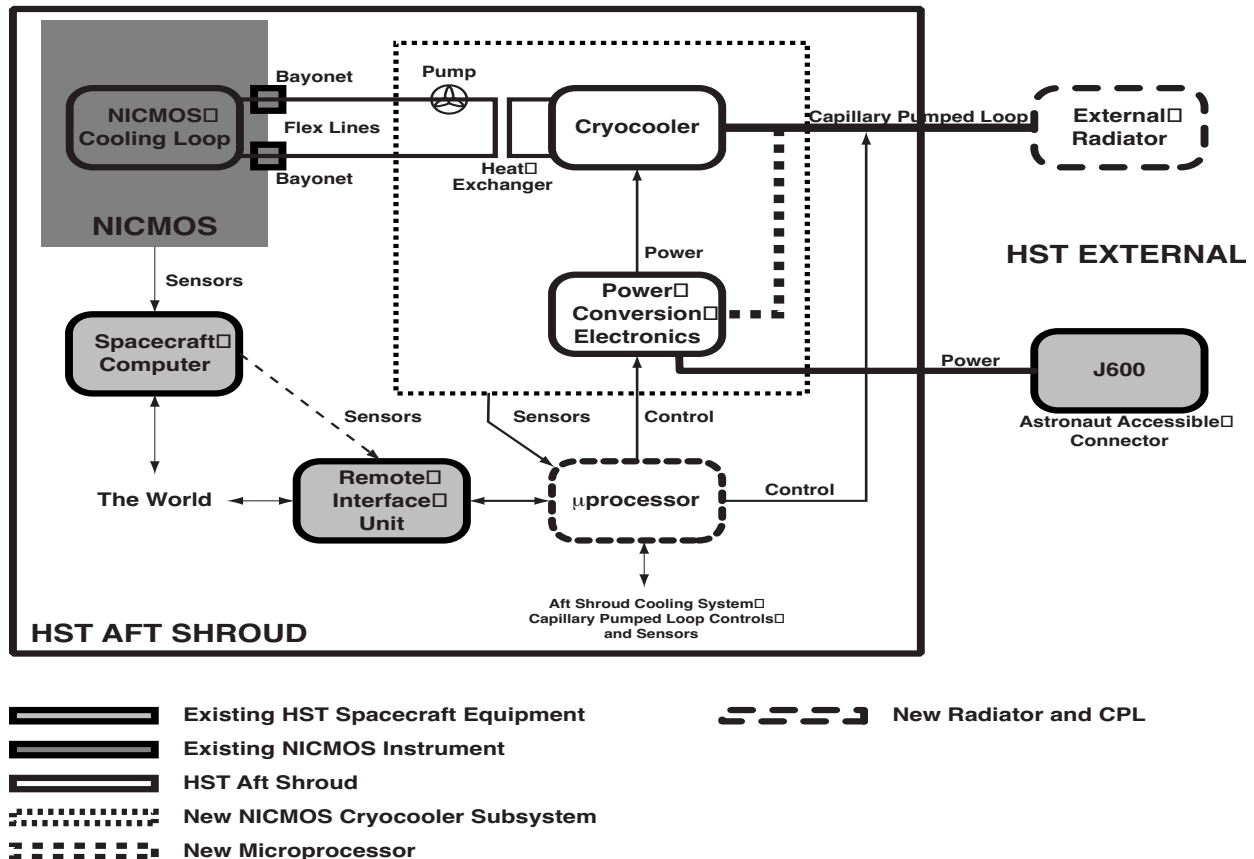 Bayonet
Pump
NICMOS□
Cooling Loop
Flex Lines
Cryocooler
Capillary Pumped Loop
External□
Radiator
Bayonet
Heat□
Exchanger
NICMOS
Sensors
Power
HST EXTERNAL
Power□
Conversion□
Electronics
Spacecraft□
Computer
Power
J600
Sensors
Sensors
Control
Astronaut Accessible□
Connector
The World
Remote□
Interface□
Unit
μprocessor
Control
Aft Shroud Cooling System□
Capillary Pumped Loop Controls□
and Sensors
HST AFT SHROUD
Existing HST Spacecraft Equipment
New Radiator and CPL
Existing NICMOS Instrument
HST Aft Shroud
New NICMOS Cryocooler Subsystem
New Microprocessor